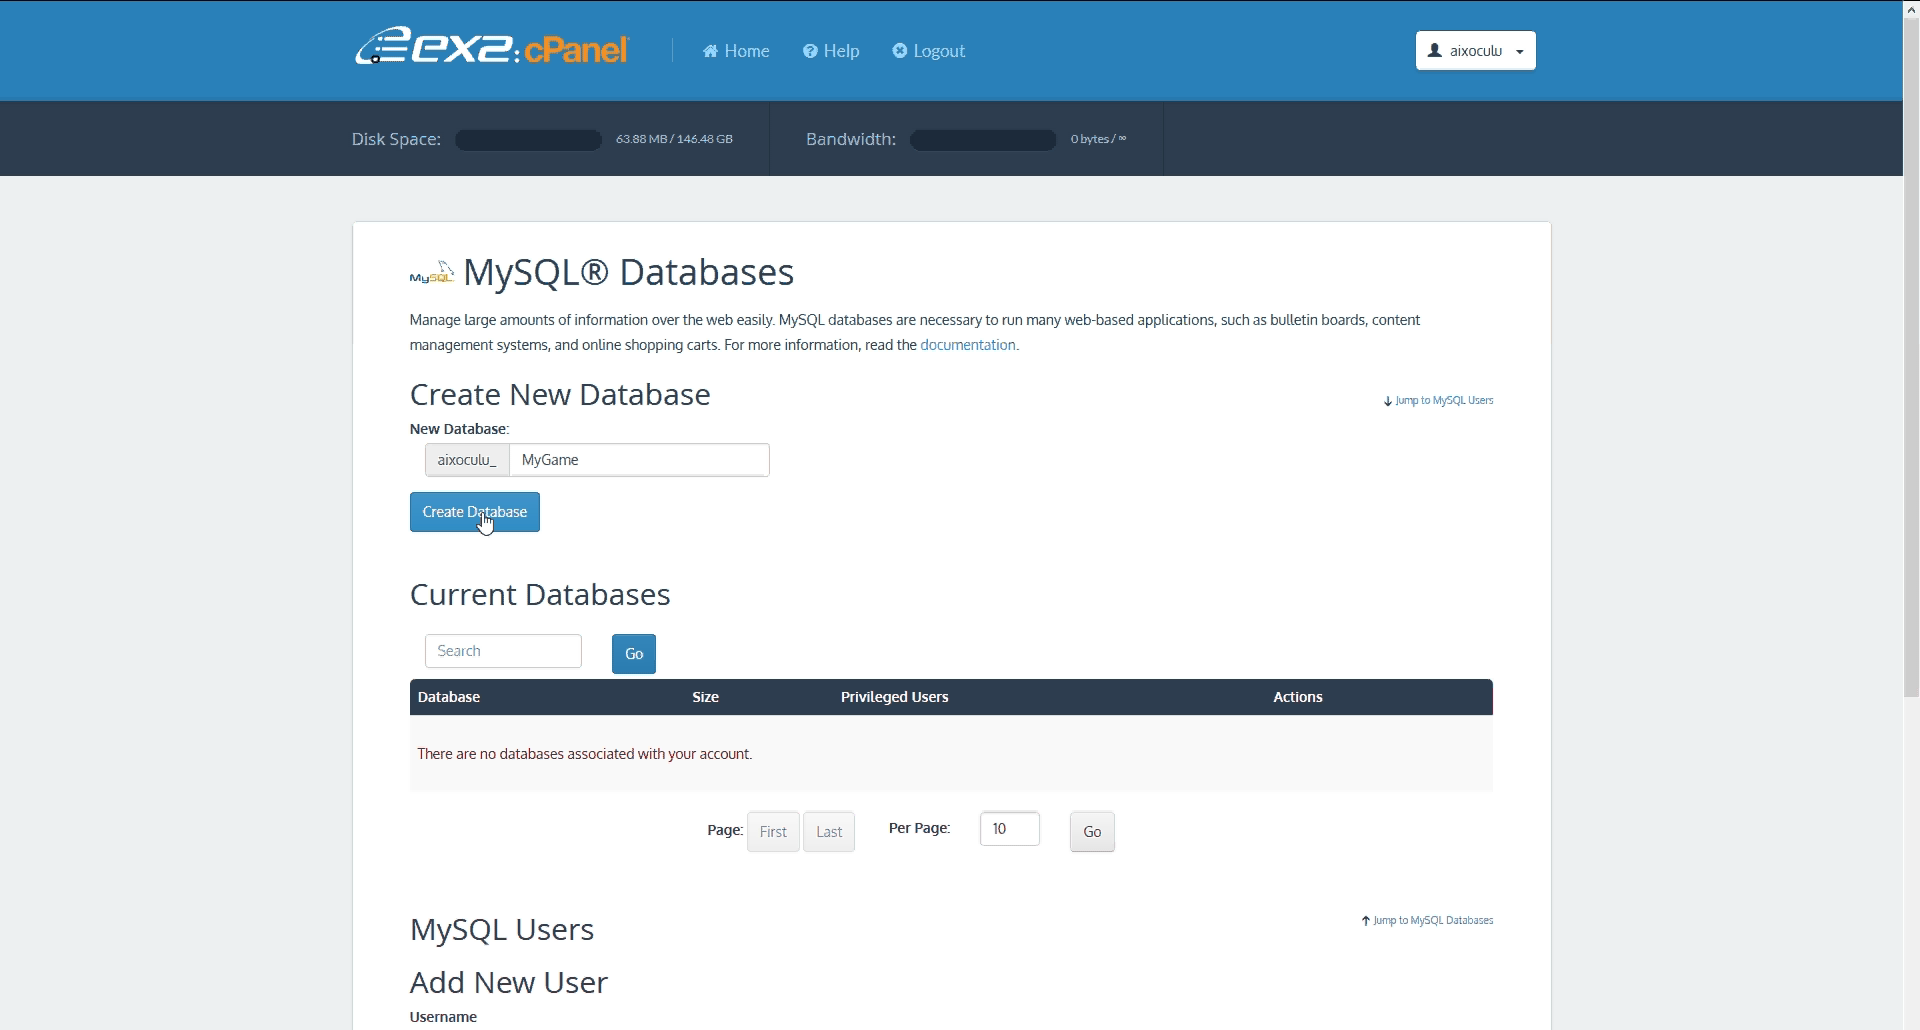 ex2:cPanel Home Help Logout aixoculu
Disk Space: 63.88 MB / 146.48 GB Bandwidth: 0 bytes / ∞
MySQL MySQL® Databases
Manage large amounts of information over the web easily. MySQL databases are necessary to run many web-based applications, such as bulletin boards, content
management systems, and online shopping carts. For more information, read the documentation.
Create New Database
Jump to MySQL Users
New Database:
aixoculu_ MyGame
Create Database
Current Databases
Search Go
Database Size Privileged Users Actions
There are no databases associated with your account.
Page: First Last Per Page: 10 Go
MySQL Users
Jump to MySQL Databases
Add New User
Username